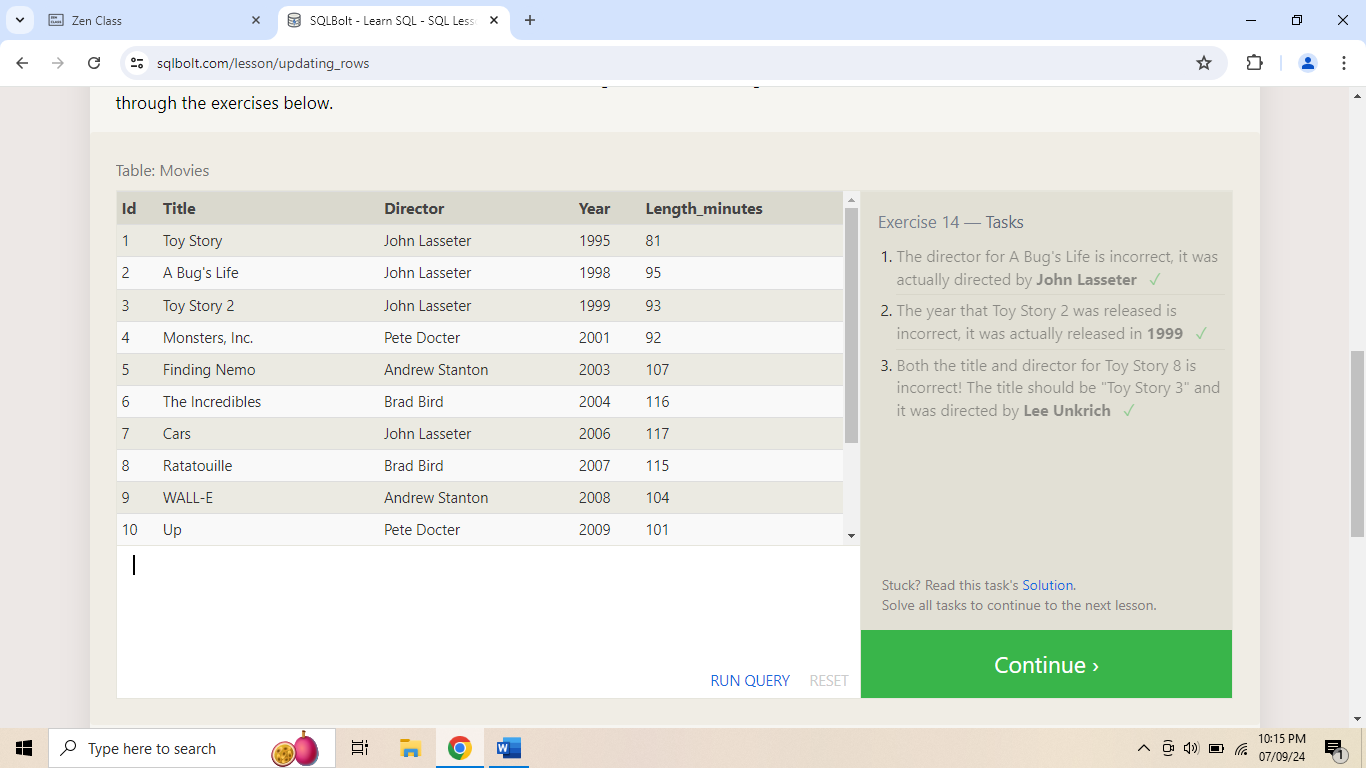 Zen Class
SQLBolt - Learn SQL - SQL Less
sqlbolt.com/lesson/updating_rows
through the exercises below.
Table: Movies
Id Title Director Year Length_minutes
1 Toy Story John Lasseter 1995 81
2 A Bug's Life John Lasseter 1998 95
3 Toy Story 2 John Lasseter 1999 93
4 Monsters, Inc. Pete Docter 2001 92
5 Finding Nemo Andrew Stanton 2003 107
6 The Incredibles Brad Bird 2004 116
7 Cars John Lasseter 2006 117
8 Ratatouille Brad Bird 2007 115
9 WALL-E Andrew Stanton 2008 104
10 Up Pete Docter 2009 101
RUN QUERY RESET
Exercise 14 — Tasks
1. The director for A Bug's Life is incorrect, it was
actually directed by John Lasseter ✓
2. The year that Toy Story 2 was released is
incorrect, it was actually released in 1999 ✓
3. Both the title and director for Toy Story 8 is
incorrect! The title should be "Toy Story 3" and
it was directed by Lee Unkrich ✓
Stuck? Read this task's Solution.
Solve all tasks to continue to the next lesson.
Continue ›
Type here to search
W
10:15 PM
07/09/24
1